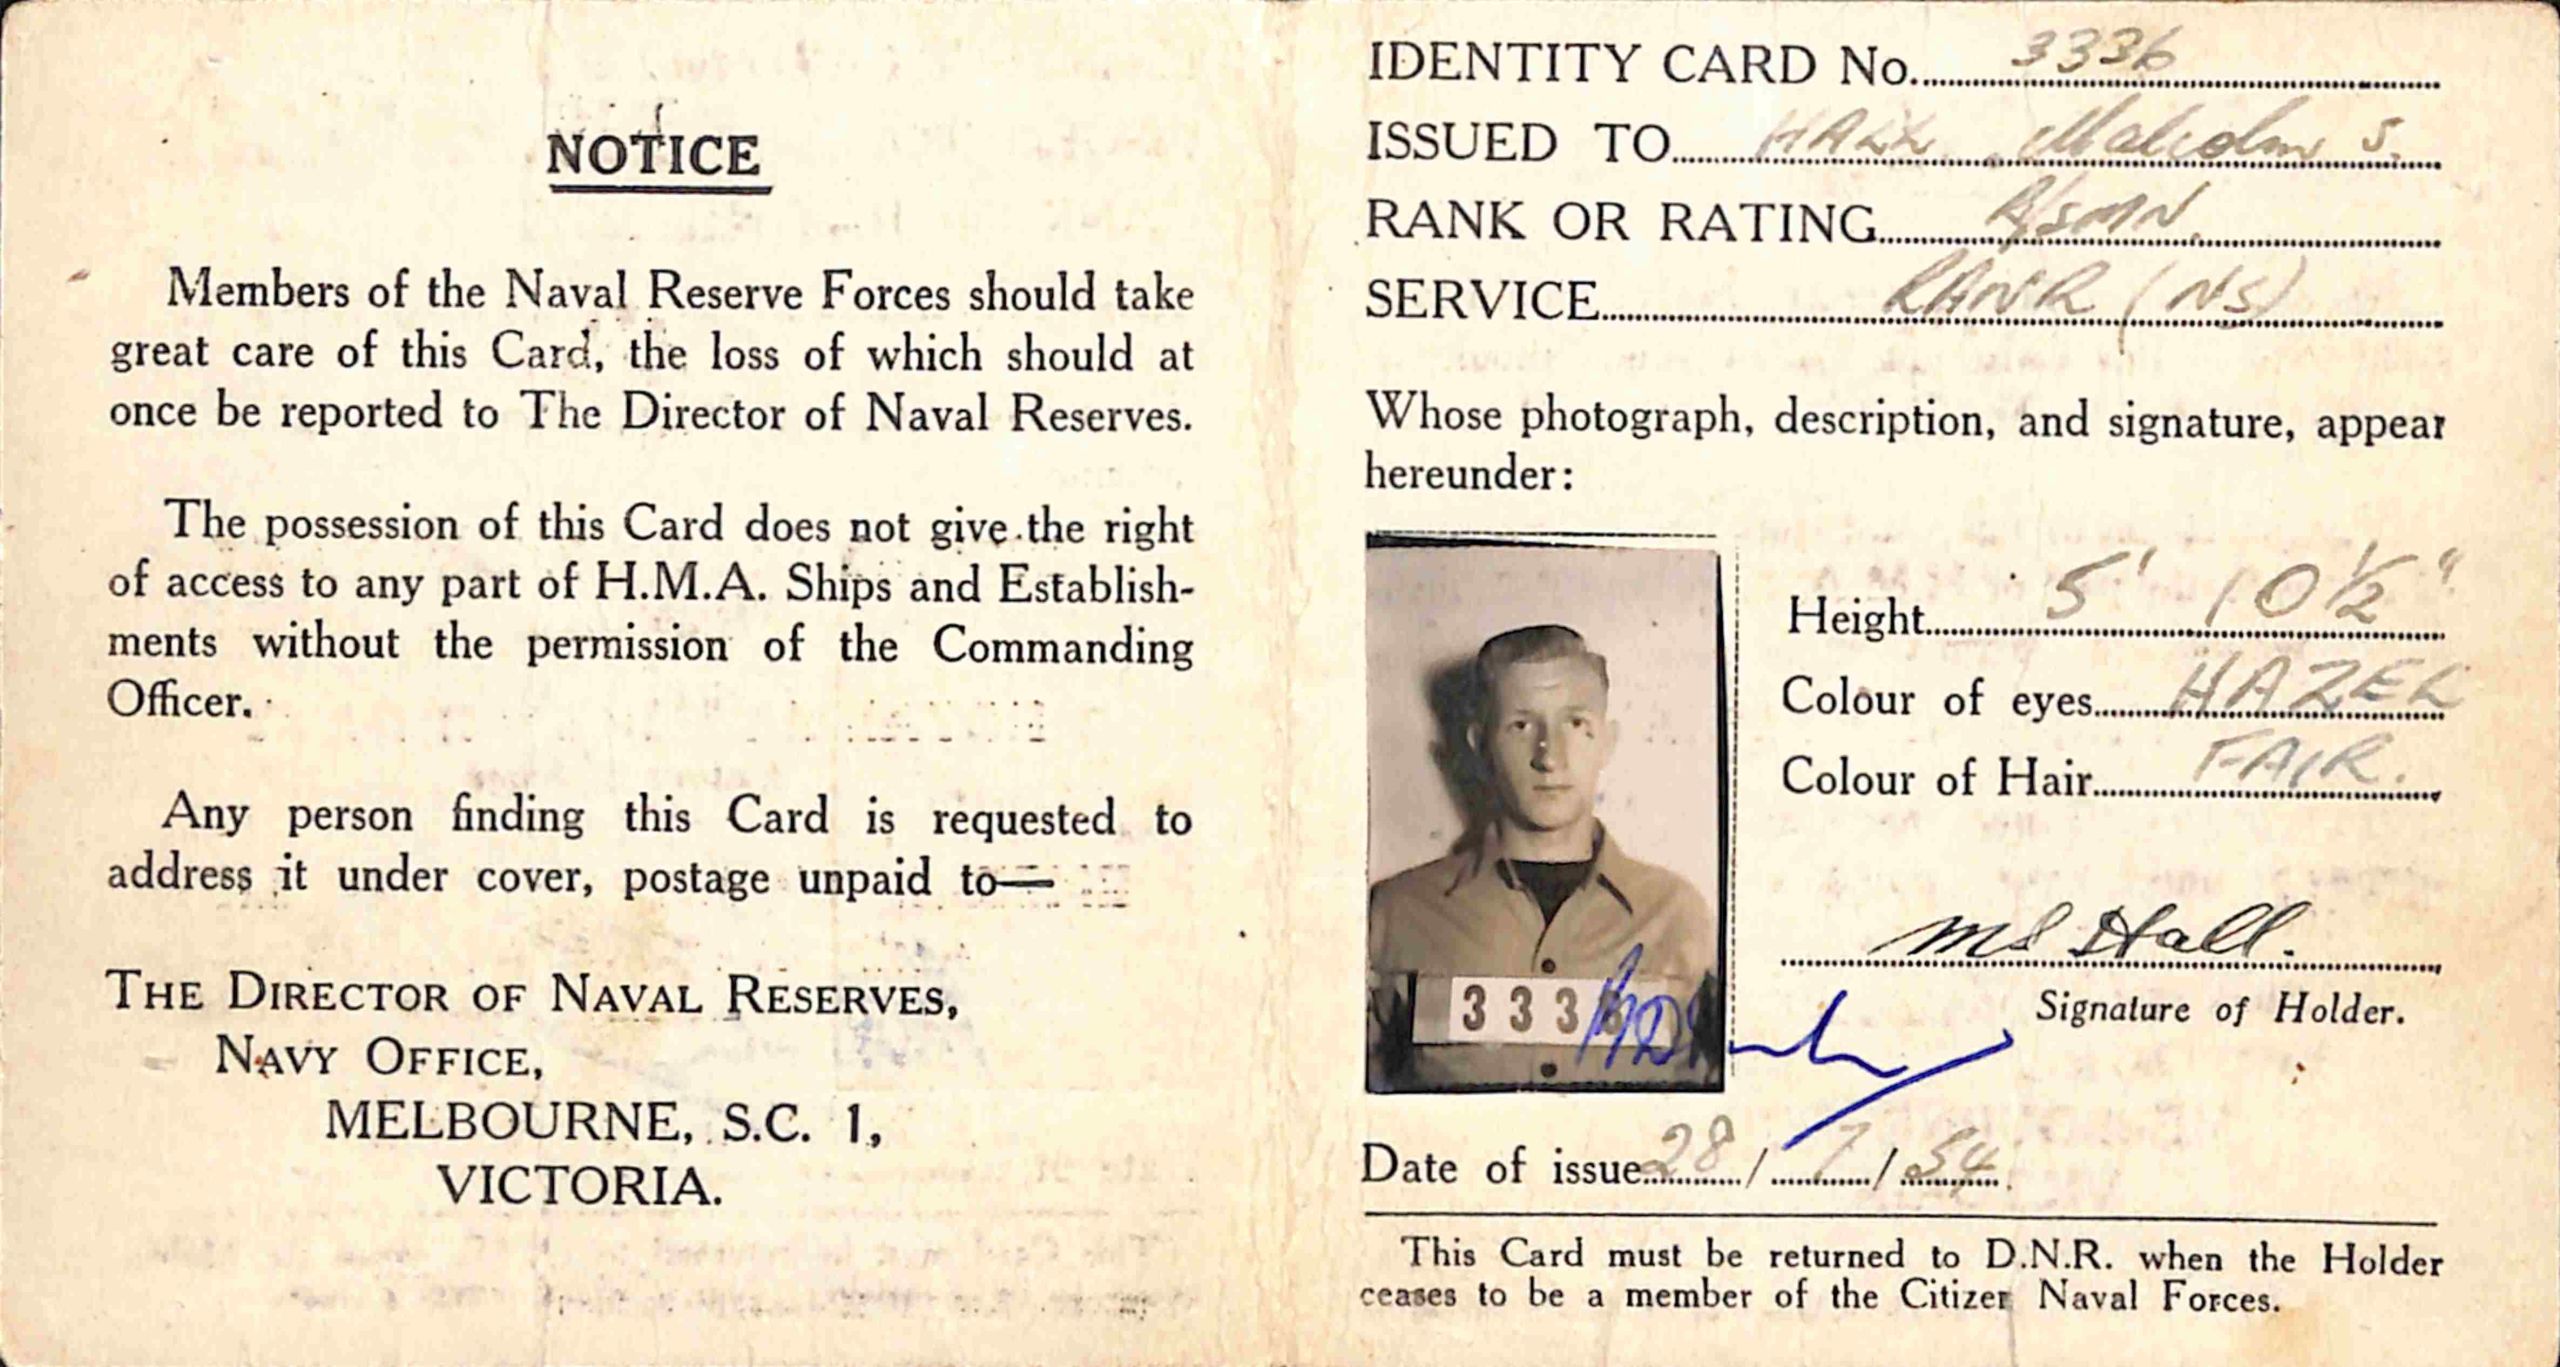 NOTICE
Members of the Naval Reserve Forces should take
great care of this Card, the loss of which should at
once be reported to The Director of Naval Reserves.
The possession of this Card does not give the right
of access to any part of H.M.A. Ships and Establish-
ments without the permission of the Commanding
Officer.
Any person finding this Card is requested to
address it under cover, postage unpaid to—
THE DIRECTOR OF NAVAL RESERVES,
NAVY OFFICE,
MELBOURNE, S.C. 1,
VICTORIA.
IDENTITY CARD No. 3336
ISSUED TO HALL Malcolm S.
RANK OR RATING A/SMN
SERVICE RANR (NS)
Whose photograph, description, and signature, appear
hereunder:
Height 5' 10½"
Colour of eyes HAZEL
Colour of Hair FAIR.
MS Hall.
Signature of Holder.
3336
Date of issue 28/7/54
This Card must be returned to D.N.R. when the Holder
ceases to be a member of the Citizen Naval Forces.